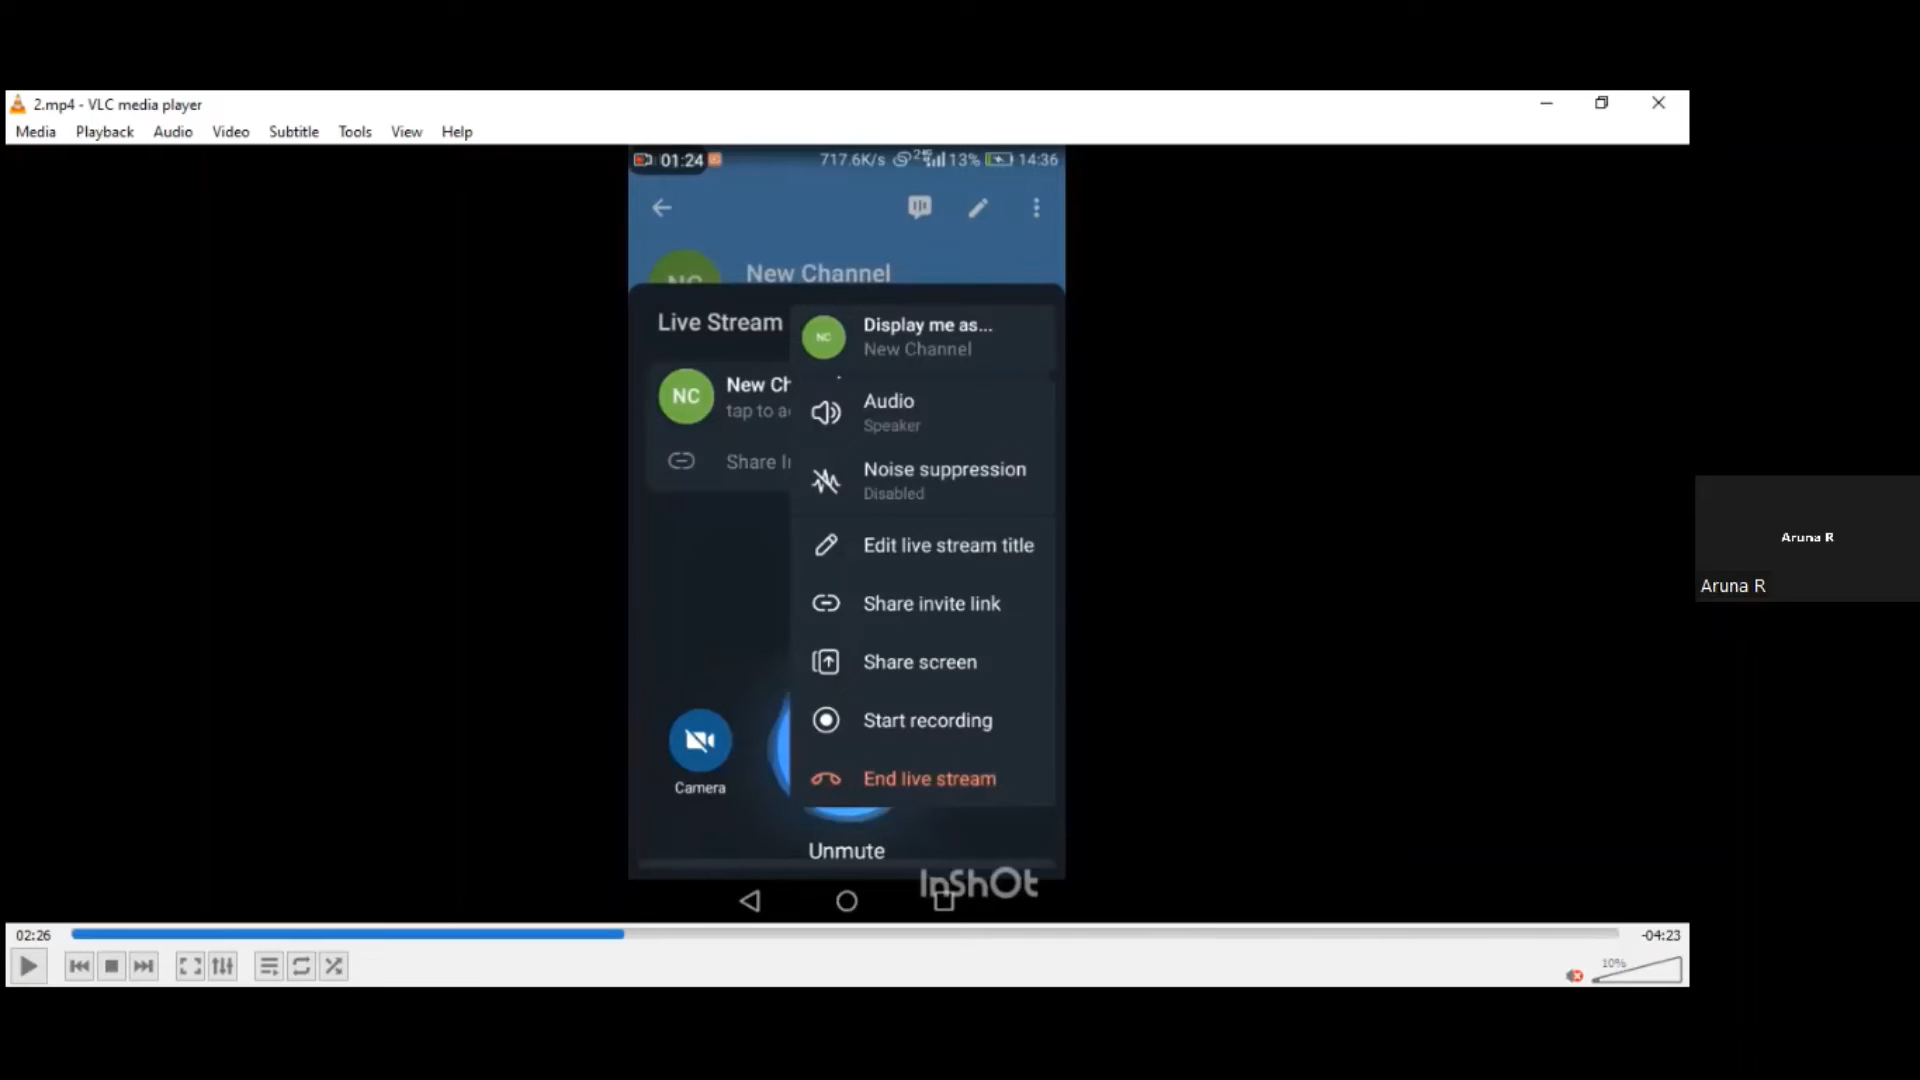 2.mp4 - VLC media player
Media Playback Audio Video Subtitle Tools View Help
01:24 717.6K/s 13% 14:36
NC New Channel
Live Stream
NC Display me as...
New Channel
NC New Ch
tap to a
Audio
Speaker
Share I
Noise suppression
Disabled
Edit live stream title
Share invite link
Share screen
Start recording
End live stream
Camera
Unmute
InShOt
Aruna R
Aruna R
02:26 -04:23
10%